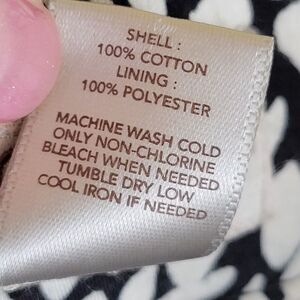 SHELL :
100% COTTON
LINING :
100% POLYESTER
MACHINE WASH COLD
ONLY NON-CHLORINE
BLEACH WHEN NEEDED
TUMBLE DRY LOW
COOL IRON IF NEEDED